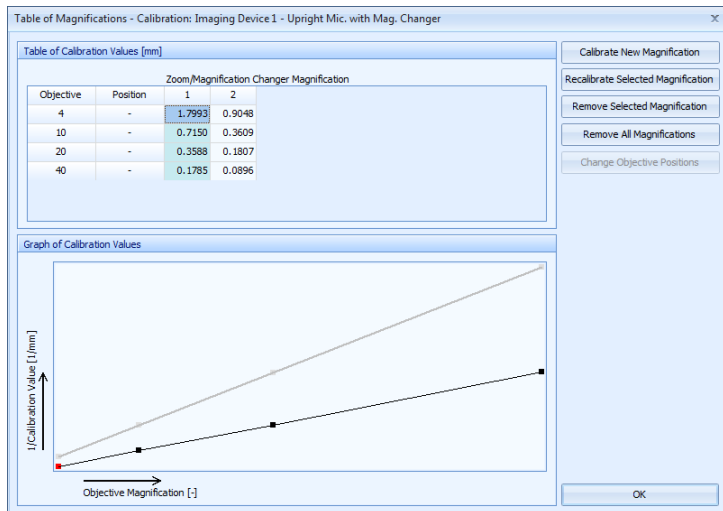 Table of Magnifications - Calibration: Imaging Device 1 - Upright Mic. with Mag. Changer x
Table of Calibration Values [mm]
Zoom/Magnification Changer Magnification
Objective Position 1 2
4 - 1.7993 0.9048
10 - 0.7150 0.3609
20 - 0.3588 0.1807
40 - 0.1785 0.0896
Calibrate New Magnification
Recalibrate Selected Magnification
Remove Selected Magnification
Remove All Magnifications
Change Objective Positions
Graph of Calibration Values
1/Calibration Value [1/mm]
Objective Magnification [-]
OK